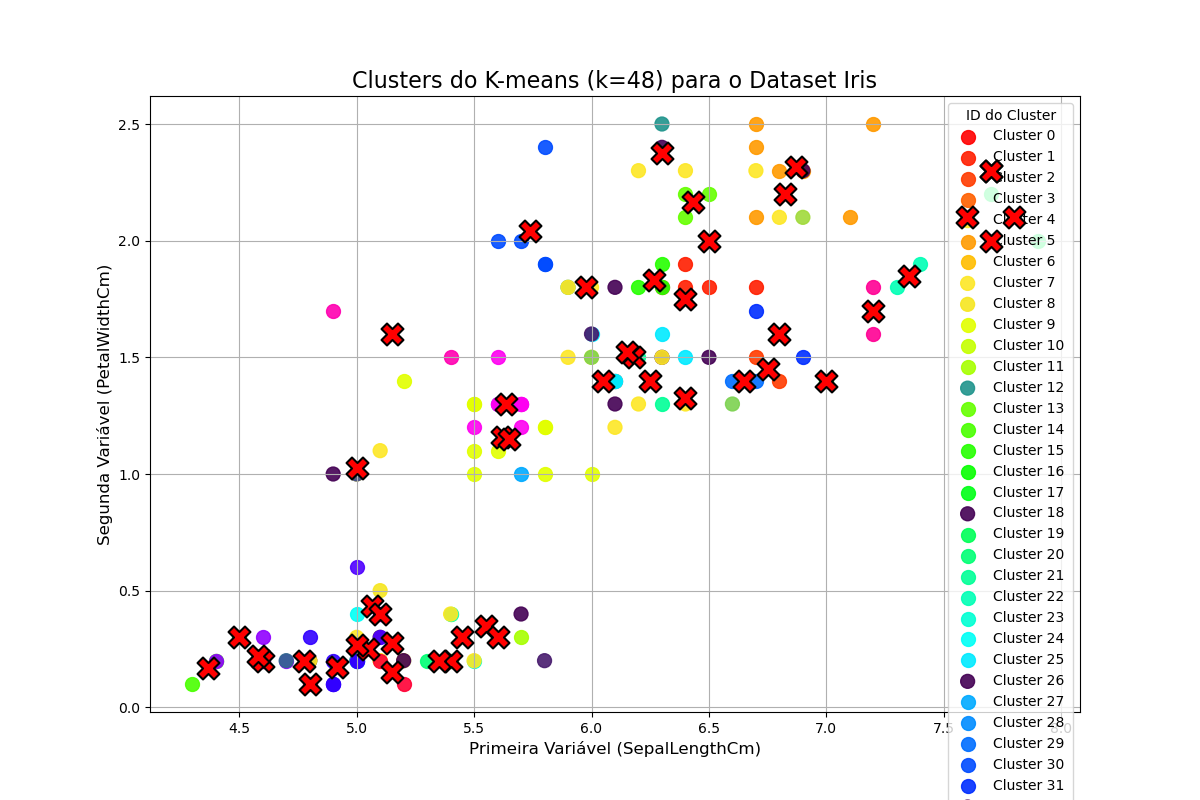 Clusters do K-means (k=48) para o Dataset Iris
Segunda Variável (PetalWidthCm)
2.5
2.0
1.5
1.0
0.5
0.0
4.5
5.0
5.5
6.0
6.5
7.0
7.5
8.0
Primeira Variável (SepalLengthCm)
ID do Cluster
Cluster 0
Cluster 1
Cluster 2
Cluster 3
Cluster 4
Cluster 5
Cluster 6
Cluster 7
Cluster 8
Cluster 9
Cluster 10
Cluster 11
Cluster 12
Cluster 13
Cluster 14
Cluster 15
Cluster 16
Cluster 17
Cluster 18
Cluster 19
Cluster 20
Cluster 21
Cluster 22
Cluster 23
Cluster 24
Cluster 25
Cluster 26
Cluster 27
Cluster 28
Cluster 29
Cluster 30
Cluster 31